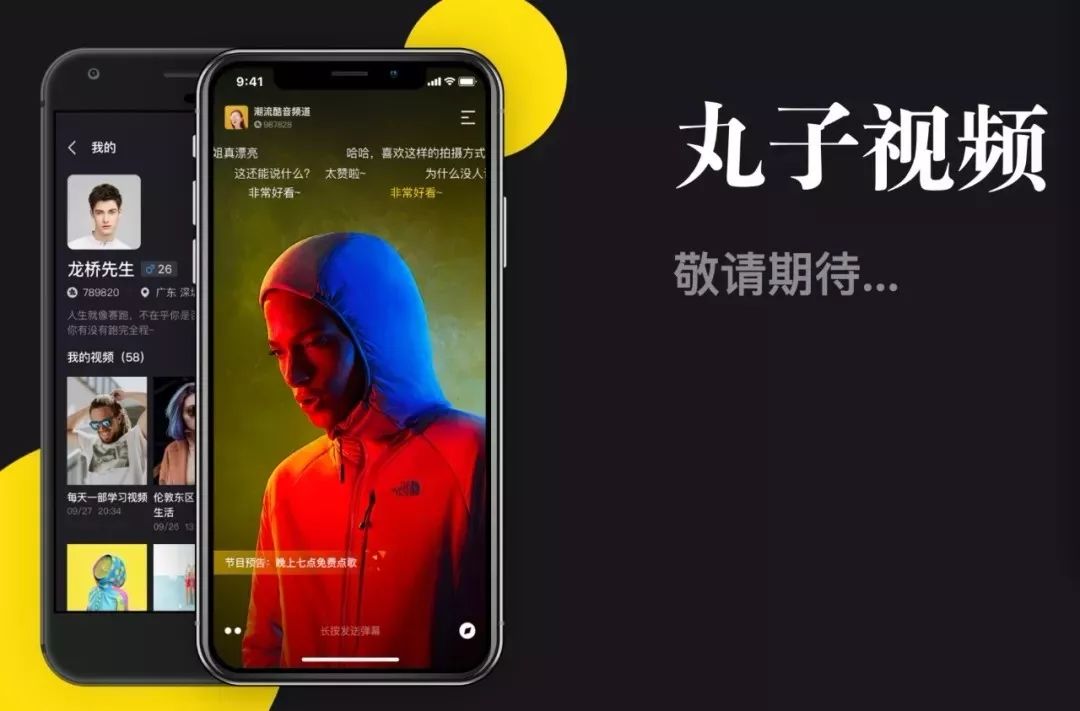 丸子视频
敬请期待...
我的
龙桥先生
26
789820
广东
人生就像赛跑，不在乎你是
你有没有跑完全程~
我的视频（58）
每天一部学习视频
09/27 20:34
伦敦东区
生活
09/26
9:41
潮流酷音频道
987828
姐真漂亮
哈哈，喜欢这样的拍摄方式
这还能说什么？
太赞啦~
为什么没人
非常好看~
非常好看~
THE NORTH FACE
节目预告：晚上七点免费点歌
长按发送弹幕